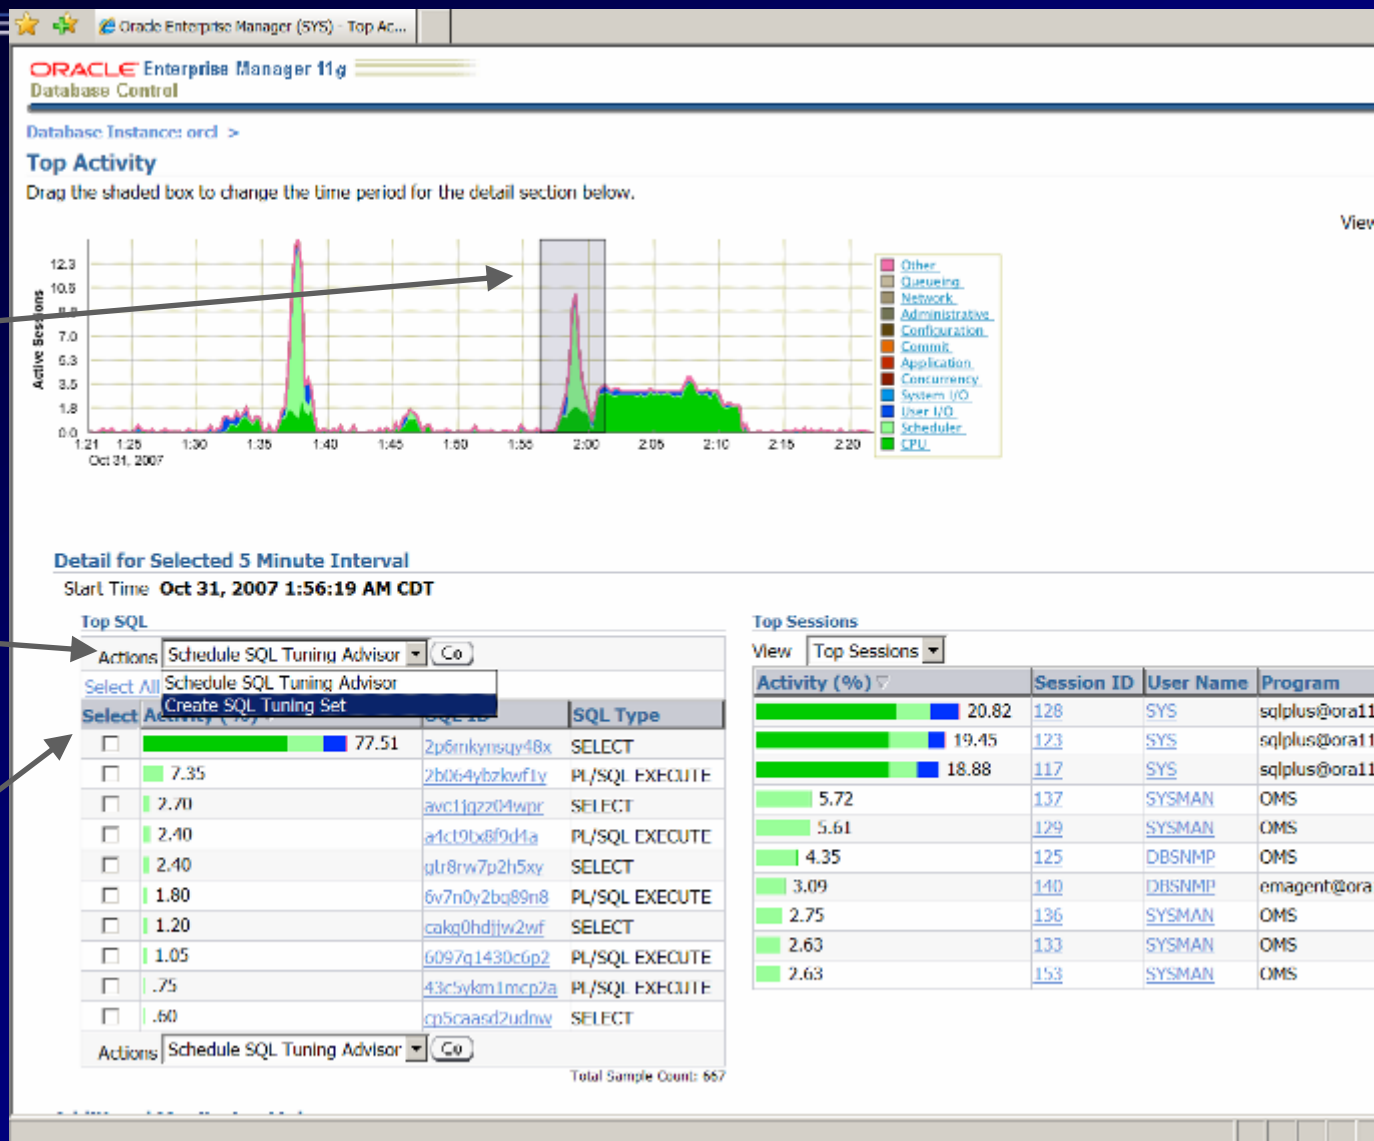 Oracle Enterprise Manager (SYS) - Top Ac...
ORACLE Enterprise Manager 11g
Database Control
Database Instance: orcl >
Top Activity
Drag the shaded box to change the time period for the detail section below.
View
Active Sessions
12.3
10.5
8.8
7.0
5.3
3.5
1.8
0.0
1:21 1:25 1:30 1:35 1:40 1:45 1:50 1:55 2:00 2:05 2:10 2:15 2:20
Oct 31, 2007
Other
Queueing
Network
Administrative
Configuration
Commit
Application
Concurrency
System I/O
User I/O
Scheduler
CPU
Detail for Selected 5 Minute Interval
Start Time Oct 31, 2007 1:56:19 AM CDT
Top SQL
Actions Schedule SQL Tuning Advisor Go
Select All Schedule SQL Tuning Advisor
Create SQL Tuning Set
Select Activity (%) SQL ID SQL Type
77.51 2p6mkynsqy48x SELECT
7.35 2b064ybzkwf1y PL/SQL EXECUTE
2.70 avc1jqzz04wpr SELECT
2.40 a4ct9tx8f9d4a PL/SQL EXECUTE
2.40 gtr8rw7p2h5xy SELECT
1.80 6v7n0y2bq89n8 PL/SQL EXECUTE
1.20 cakq0hdjjw2wf SELECT
1.05 6097q1430c6p2 PL/SQL EXECUTE
.75 43c5ykm1mcp2a PL/SQL EXECUTE
.60 cp5caasd2udnw SELECT
Actions Schedule SQL Tuning Advisor Go
Total Sample Count: 667
Top Sessions
View Top Sessions
Activity (%) Session ID User Name Program
20.82 128 SYS sqlplus@ora11
19.45 123 SYS sqlplus@ora11
18.88 117 SYS sqlplus@ora11
5.72 137 SYSMAN OMS
5.61 129 SYSMAN OMS
4.35 125 DBSNMP OMS
3.09 140 DBSNMP emagent@ora
2.75 136 SYSMAN OMS
2.63 133 SYSMAN OMS
2.63 153 SYSMAN OMS